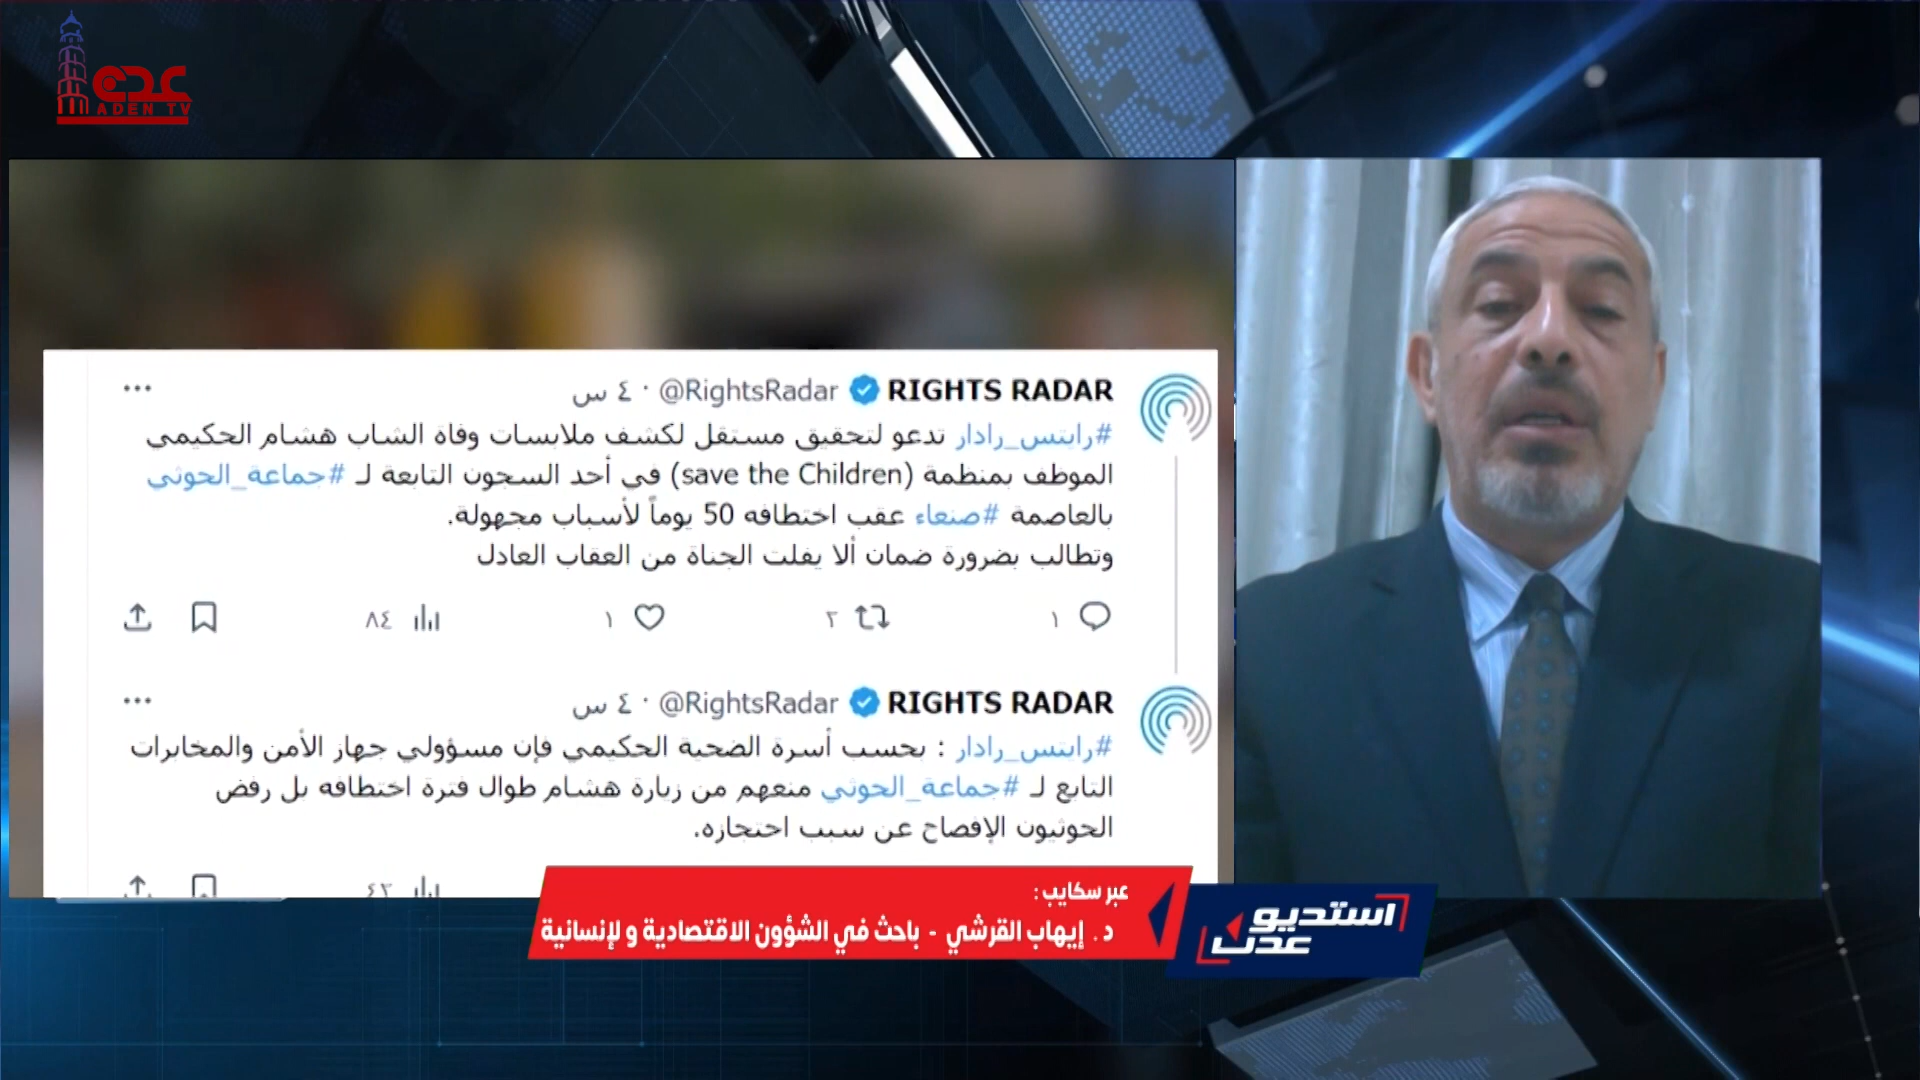 عدن
ADEN TV
RIGHTS RADAR @RightsRadar · ٤ س
#رايتس_رادار تدعو لتحقيق مستقل لكشف ملابسات وفاة الشاب هشام الحكيمي
الموظف بمنظمة (save the Children) في أحد السجون التابعة لـ #جماعة_الحوثي
بالعاصمة #صنعاء عقب اختطافه 50 يوماً لأسباب مجهولة.
وتطالب بضرورة ضمان ألا يفلت الجناة من العقاب العادل
١ ٢ ١ ٨٤
RIGHTS RADAR @RightsRadar · ٤ س
#رايتس_رادار : بحسب أسرة الضحية الحكيمي فإن مسؤولي جهاز الأمن والمخابرات
التابع لـ #جماعة_الحوثي منعهم من زيارة هشام طوال فترة اختطافه بل رفض
الحوثيون الإفصاح عن سبب احتجازه.
٤٣
عبر سكايب:
د. إيهاب القرشي - باحث في الشؤون الاقتصادية و لإنسانية
استديو
عدن